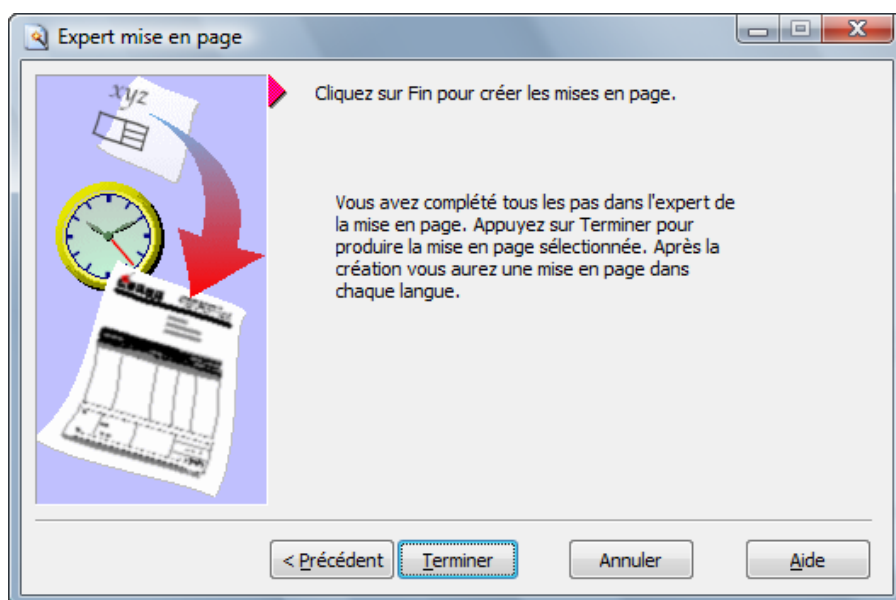 Expert mise en page
xyz
Cliquez sur Fin pour créer les mises en page.
Vous avez complété tous les pas dans l'expert de
la mise en page. Appuyez sur Terminer pour
produire la mise en page sélectionnée. Après la
création vous aurez une mise en page dans
chaque langue.
< Précédent
Terminer
Annuler
Aide